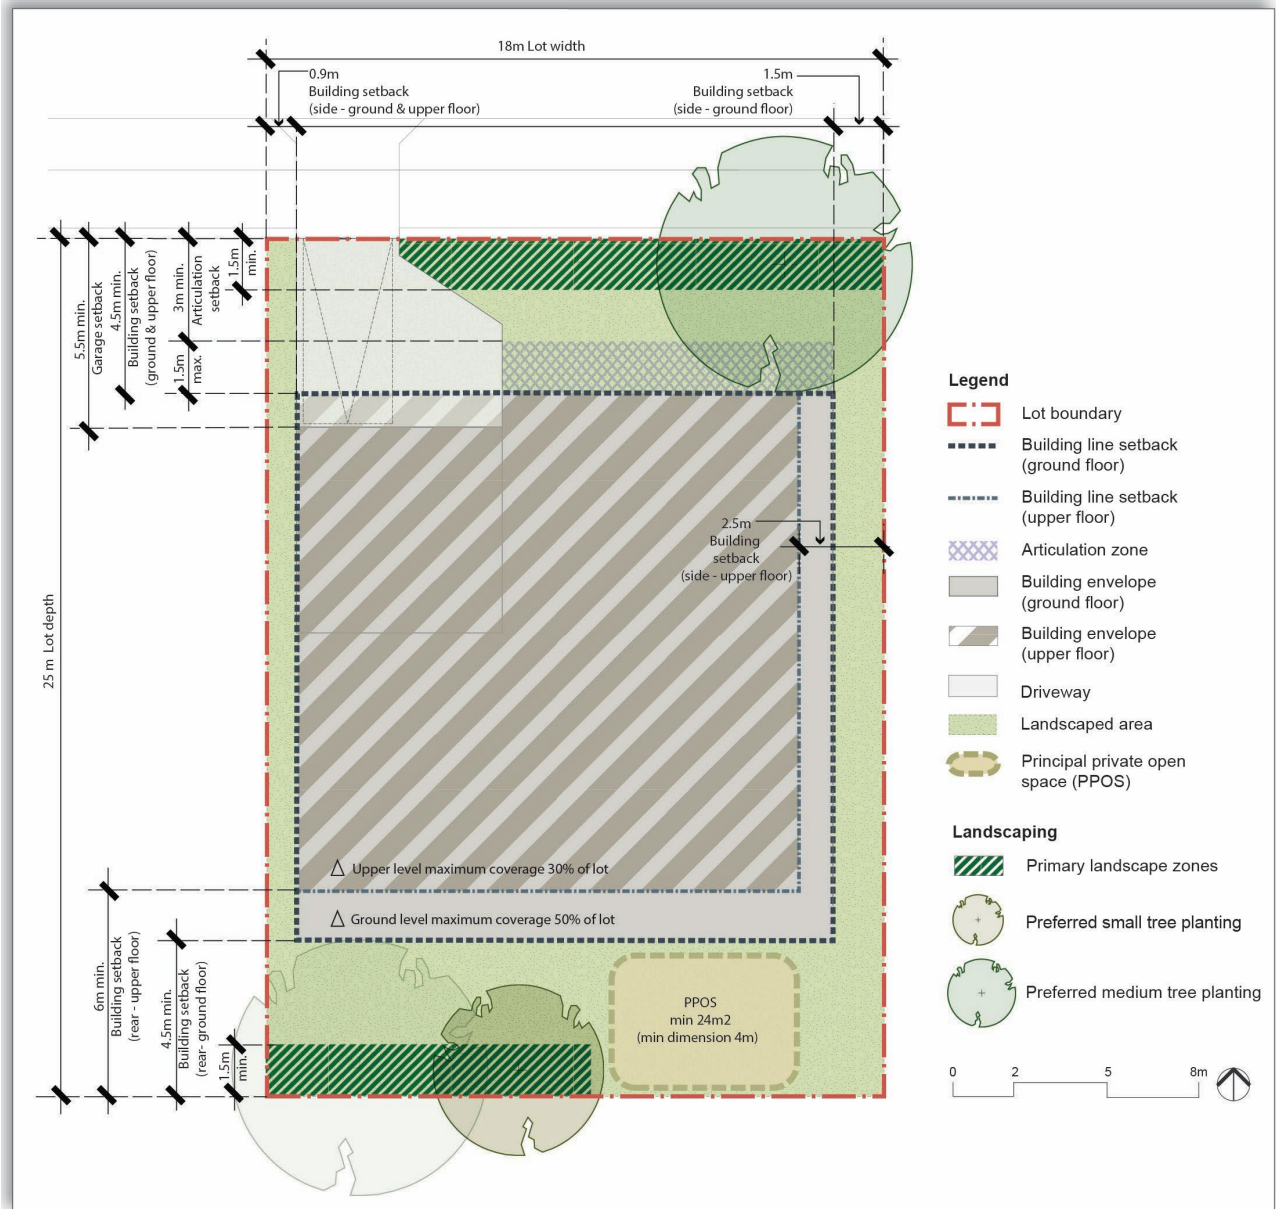 18m Lot width
0.9m
Building setback
(side - ground & upper floor)
1.5m
Building setback
(side - ground floor)
5.5m min.
Garage setback
4.5m min.
Building setback
(ground & upper floor)
3m min.
Articulation
setback
1.5m
max.
1.5m
min.
25 m Lot depth
2.5m
Building
setback
(side - upper floor)
Upper level maximum coverage 30% of lot
Ground level maximum coverage 50% of lot
6m min.
Building setback
(rear - upper floor)
4.5m min.
Building setback
(rear- ground floor)
1.5m
min.
PPOS
min 24m2
(min dimension 4m)
Legend
Lot boundary
Building line setback
(ground floor)
Building line setback
(upper floor)
Articulation zone
Building envelope
(ground floor)
Building envelope
(upper floor)
Driveway
Landscaped area
Principal private open
space (PPOS)
Landscaping
Primary landscape zones
Preferred small tree planting
Preferred medium tree planting
0 2 5 8m